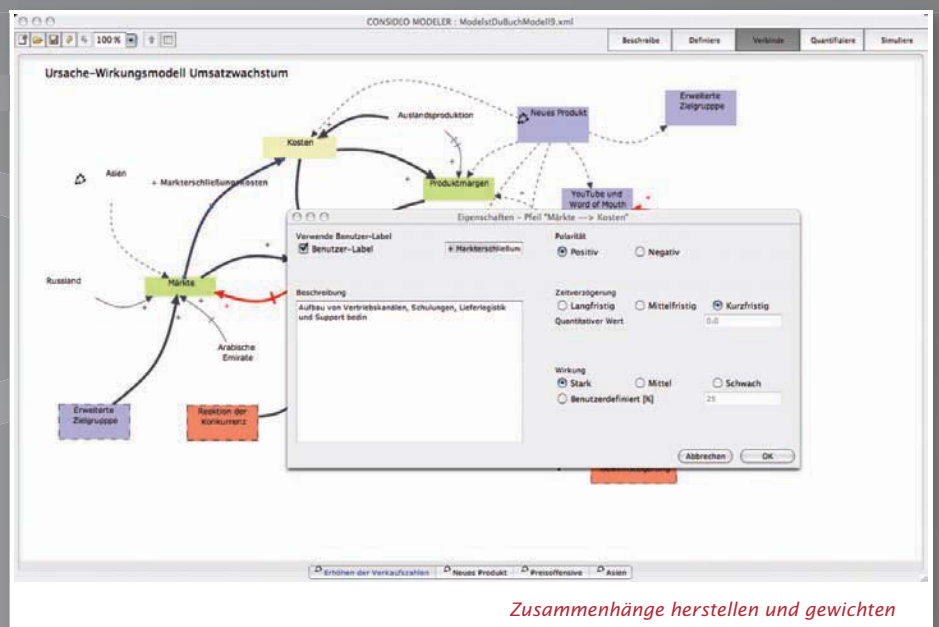 CONSIDEO MODELER : ModelstDuBuchModell9.xml
100%
Beschreibe
Definiere
Verbinde
Quantifiziere
Simuliere
Ursache-Wirkungsmodell Umsatzwachstum
Erweiterte
Zielgrupppe
Neues Produkt
Auslandsproduktion
Kosten
Asien
+ Markterschließungskosten
Produktmargen
YouTube und
Word of Mouth
Russland
Märkte
Arabische
Emirate
Erweiterte
Zielgrupppe
Reaktion der
Konkurrenz
Eigenschaften - Pfeil "Märkte ---> Kosten"
Verwende Benutzer-Label
Benutzer-Label
+ Markterschließun
Polarität
Positiv
Negativ
Beschreibung
Aufbau von Vertriebskanälen, Schulungen, Lieferlogistik
und Support bedin
Zeitverzögerung
Langfristig
Mittelfristig
Kurzfristig
Quantitativer Wert
0.0
Wirkung
Stark
Mittel
Schwach
Benutzerdefiniert [%]
25
Abbrechen
OK
Erhöhen der Verkaufszahlen
Neues Produkt
Preisoffensive
Asien
Zusammenhänge herstellen und gewichten